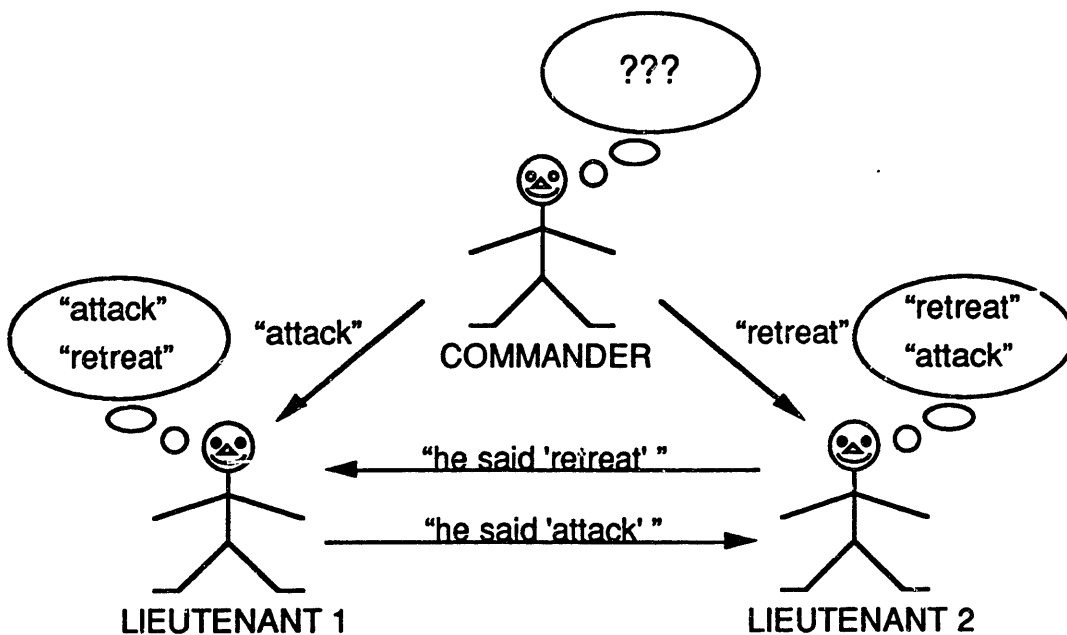 ???
“attack”
“retreat”
“attack”
COMMANDER
“retreat”
“retreat”
“attack”
“he said 'retreat' ”
“he said 'attack' ”
LIEUTENANT 1
LIEUTENANT 2